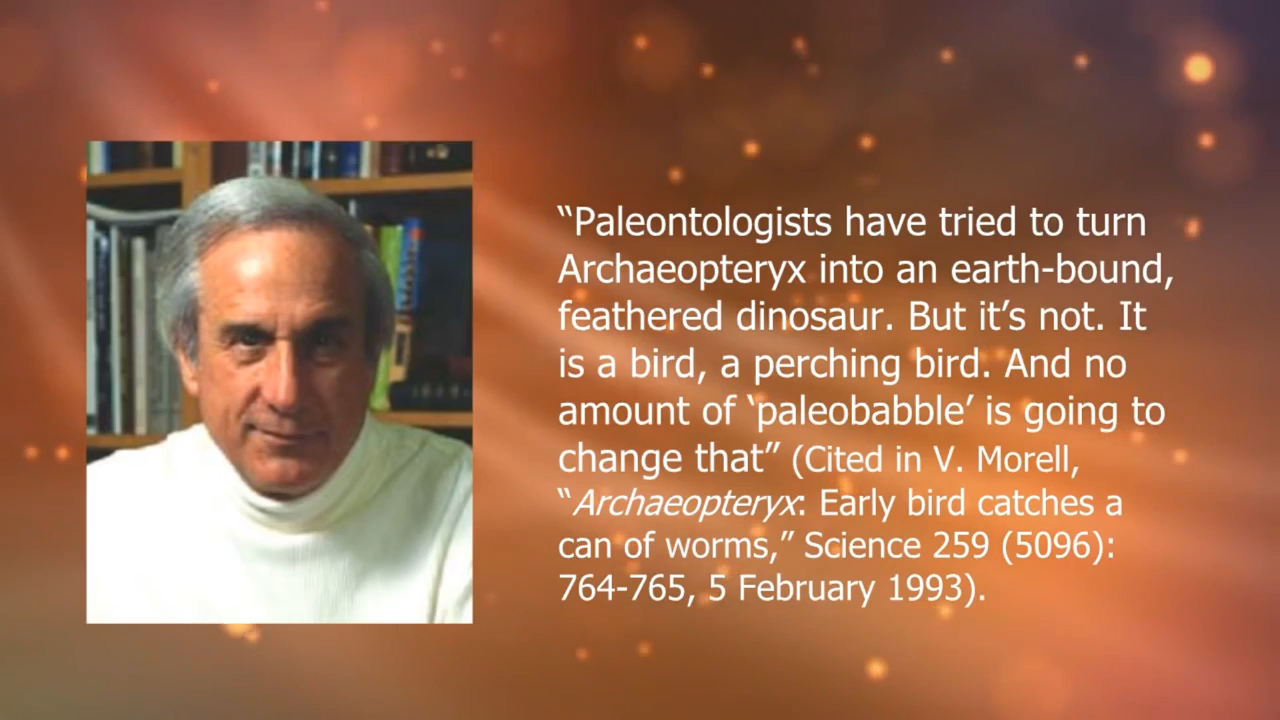 “Paleontologists have tried to turn
Archaeopteryx into an earth-bound,
feathered dinosaur. But it’s not. It
is a bird, a perching bird. And no
amount of ‘paleobabble’ is going to
change that” (Cited in V. Morell,
“Archaeopteryx: Early bird catches a
can of worms,” Science 259 (5096):
764-765, 5 February 1993).